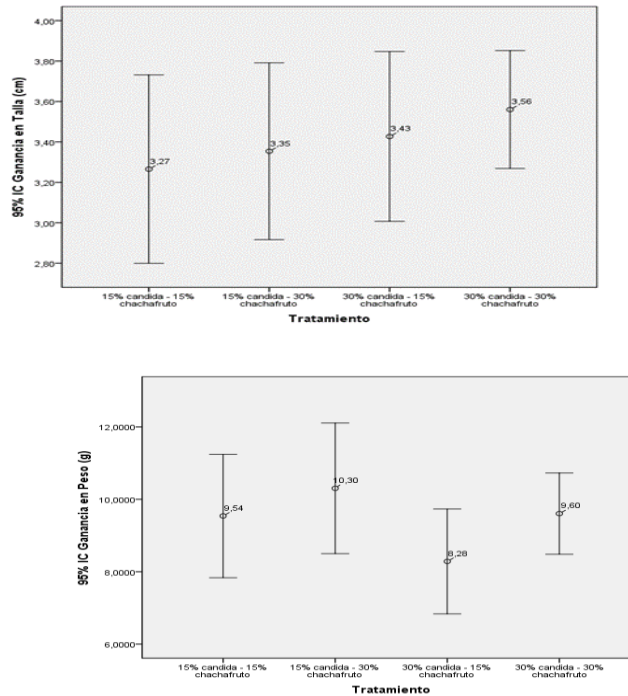 95% IC Ganancia en Talla (cm)
4,00
3,80
3,60
3,40
3,20
3,00
2,80
3,27
3,35
3,43
3,56
15% candida - 15% chachafruto
15% candida - 30% chachafruto
30% candida - 15% chachafruto
30% candida - 30% chachafruto
Tratamiento
95% IC Ganancia en Peso (g)
12,0000
10,0000
8,0000
6,0000
9,54
10,30
8,28
9,60
15% candida - 15% chachafruto
15% candida - 30% chachafruto
30% candida - 15% chachafruto
30% candida - 30% chachafruto
Tratamiento